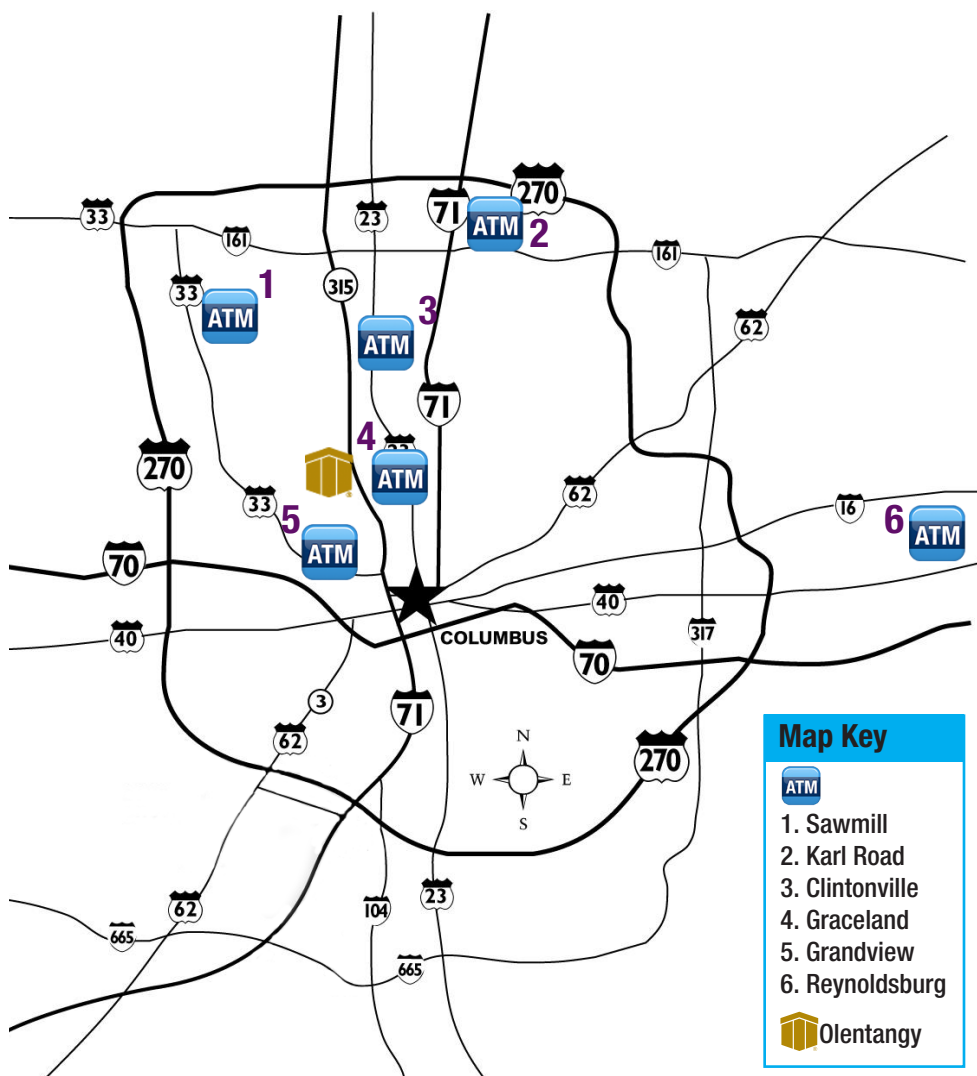 270
33
23
71
ATM
2
161
161
1
33
315
3
ATM
ATM
62
71
4
23
ATM
270
62
33
16
6
5
ATM
ATM
70
40
COLUMBUS
40
317
70
3
71
62
N
W E
S
270
62
104
23
665
665
Map Key
ATM
1. Sawmill
2. Karl Road
3. Clintonville
4. Graceland
5. Grandview
6. Reynoldsburg
Olentangy